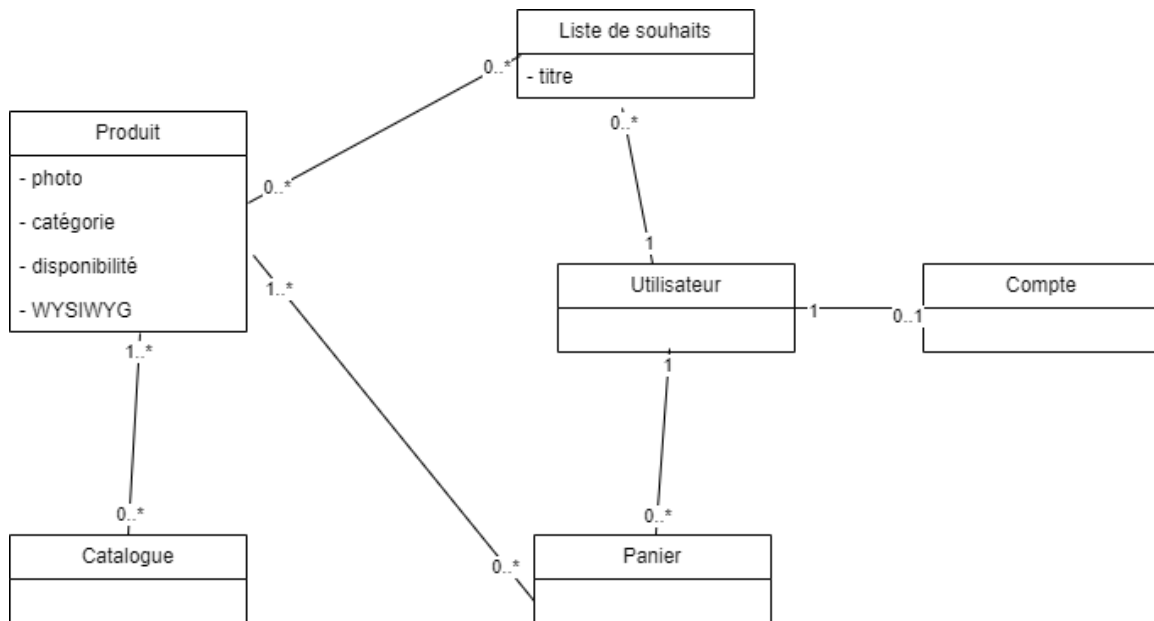 Liste de souhaits
- titre
0..*
0..*
Produit
- photo
- catégorie
- disponibilité
- WYSIWYG
0..*
1
0..*
1..*
Utilisateur
Compte
1
0..1
1..*
1
0..*
0..*
0..*
Catalogue
Panier